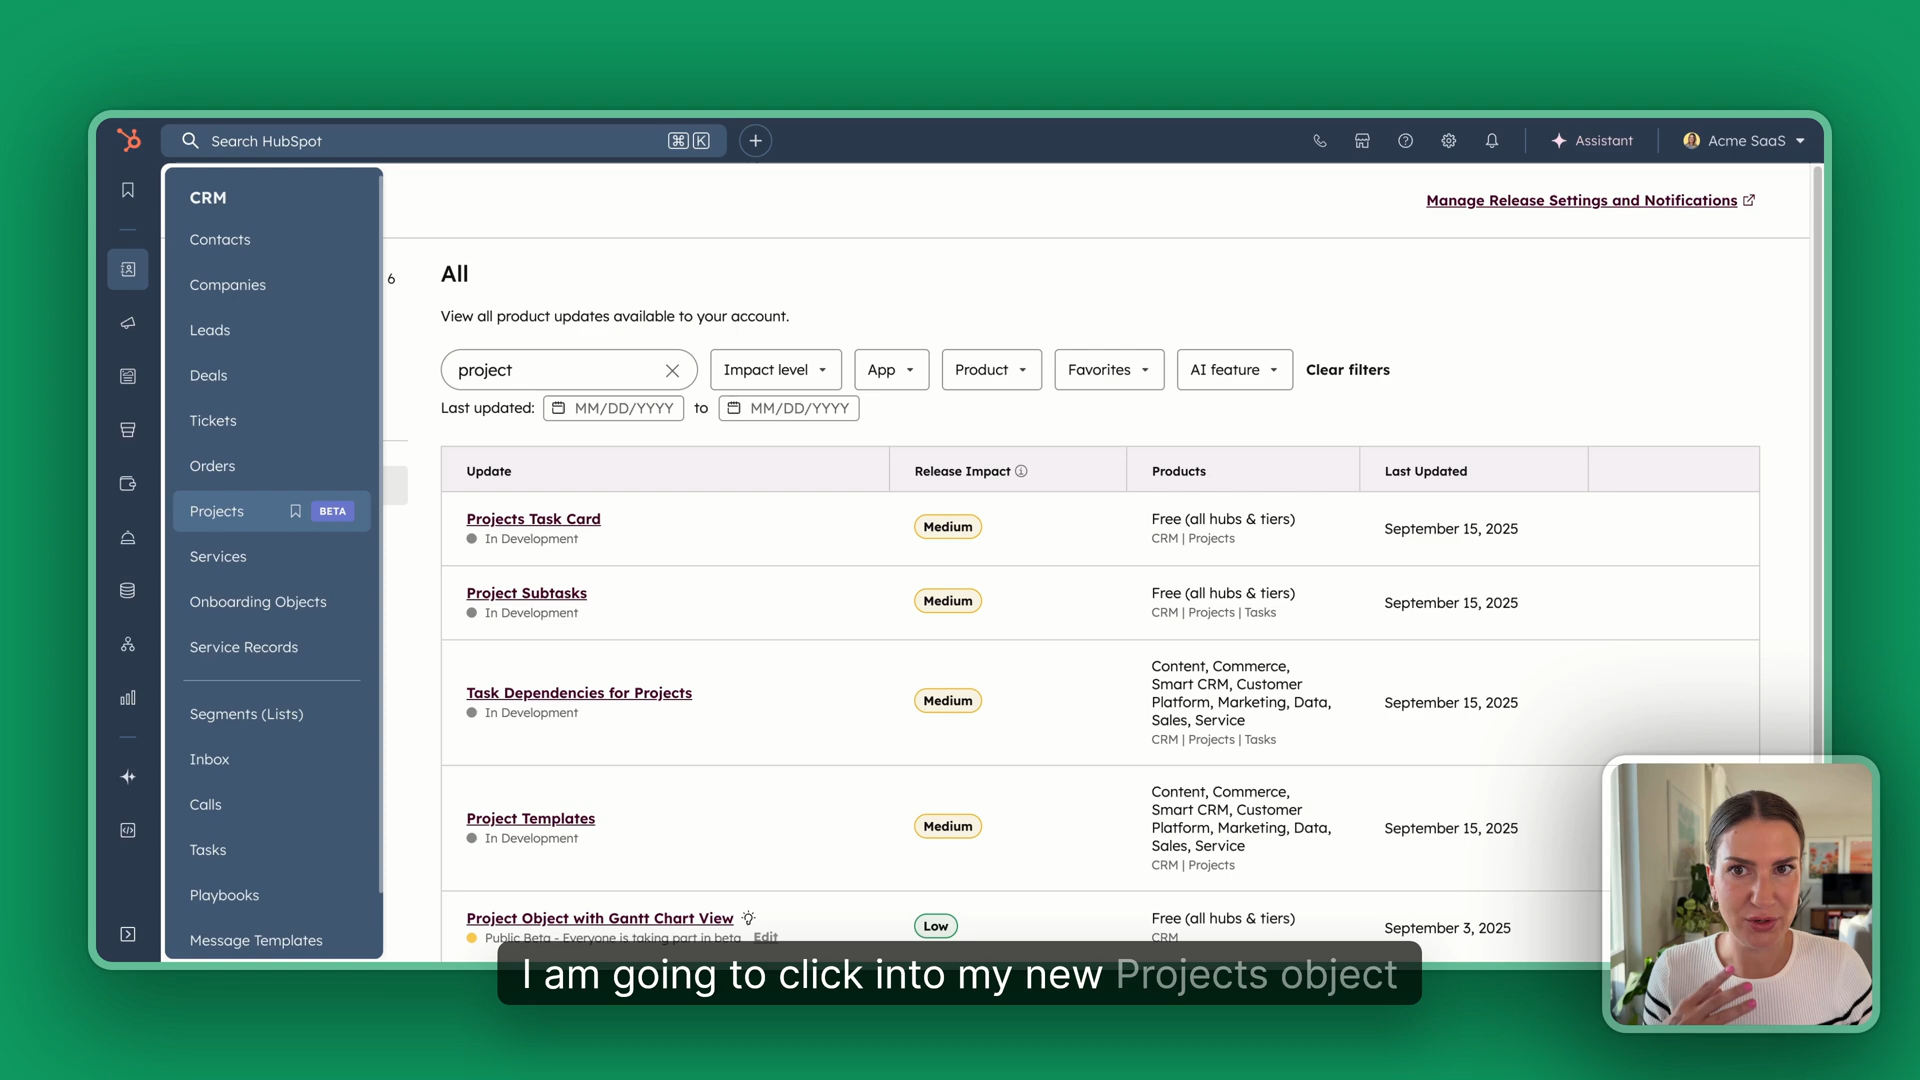 Search HubSpot
⌘ K
Assistant
Acme SaaS
CRM
Contacts
Companies
Leads
Deals
Tickets
Orders
Projects BETA
Services
Onboarding Objects
Service Records
Segments (Lists)
Inbox
Calls
Tasks
Playbooks
Message Templates
6
Manage Release Settings and Notifications
All
View all product updates available to your account.
project
Impact level
App
Product
Favorites
AI feature
Clear filters
Last updated: MM/DD/YYYY to MM/DD/YYYY
Update Release Impact Products Last Updated
Projects Task Card
In Development
Medium
Free (all hubs & tiers)
CRM | Projects
September 15, 2025
Project Subtasks
In Development
Medium
Free (all hubs & tiers)
CRM | Projects | Tasks
September 15, 2025
Task Dependencies for Projects
In Development
Medium
Content, Commerce,
Smart CRM, Customer
Platform, Marketing, Data,
Sales, Service
CRM | Projects | Tasks
September 15, 2025
Project Templates
In Development
Medium
Content, Commerce,
Smart CRM, Customer
Platform, Marketing, Data,
Sales, Service
CRM | Projects
September 15, 2025
Project Object with Gantt Chart View
Public Beta - Everyone is taking part in beta Edit
Low
Free (all hubs & tiers)
CRM
September 3, 2025
I am going to click into my new Projects object